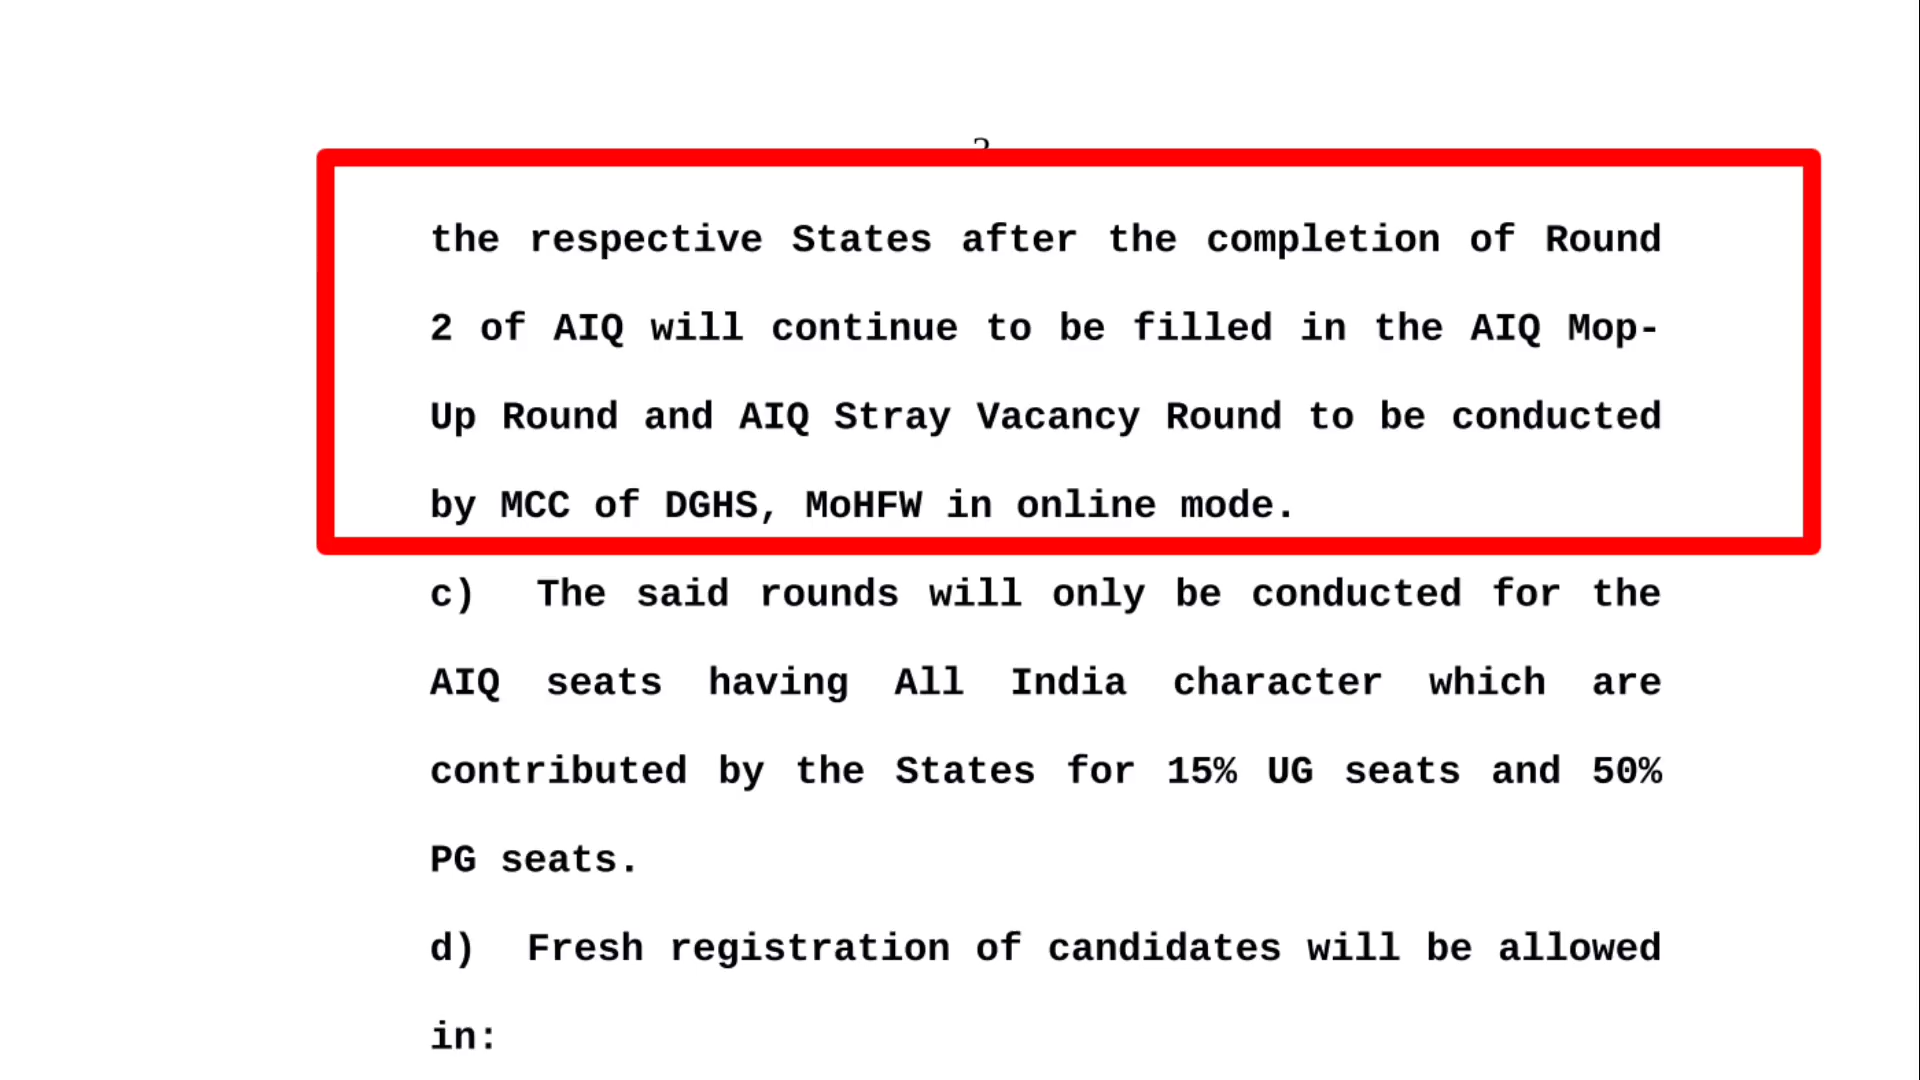 the respective States after the completion of Round
2 of AIQ will continue to be filled in the AIQ Mop-
Up Round and AIQ Stray Vacancy Round to be conducted
by MCC of DGHS, MoHFW in online mode.
c) The said rounds will only be conducted for the
AIQ seats having All India character which are
contributed by the States for 15% UG seats and 50%
PG seats.
d) Fresh registration of candidates will be allowed
in: